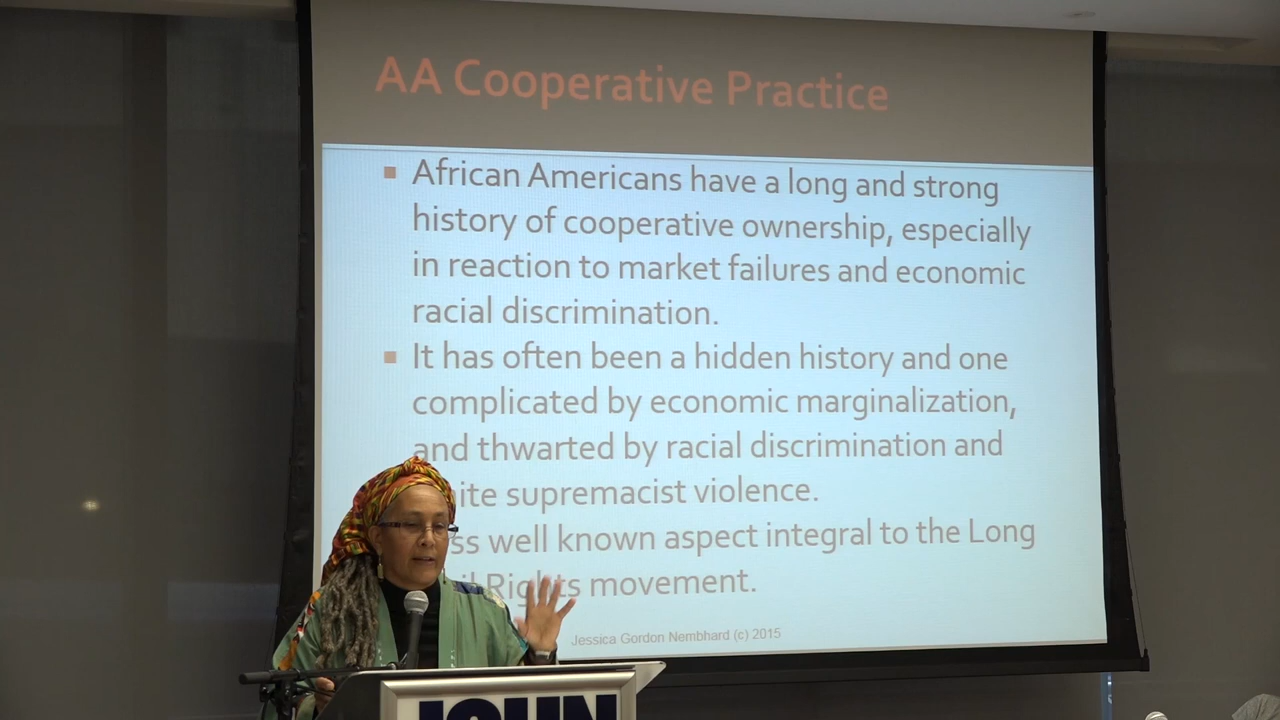 AA Cooperative Practice
African Americans have a long and strong
history of cooperative ownership, especially
in reaction to market failures and economic
racial discrimination.
It has often been a hidden history and one
complicated by economic marginalization,
and thwarted by racial discrimination and
supremacist violence.
well known aspect integral to the Long
Rights movement.
Jessica Gordon Nembhard (c) 2015
JOHN